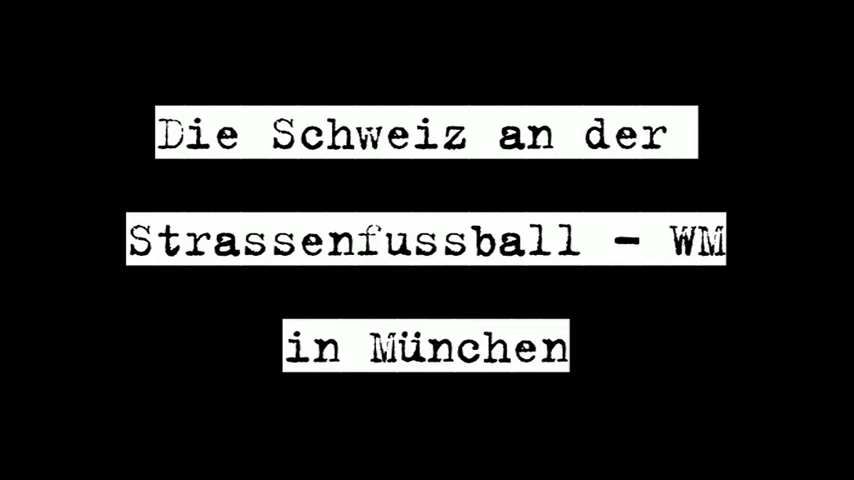 Die Schweiz an der
Strassenfussball - WM
in München